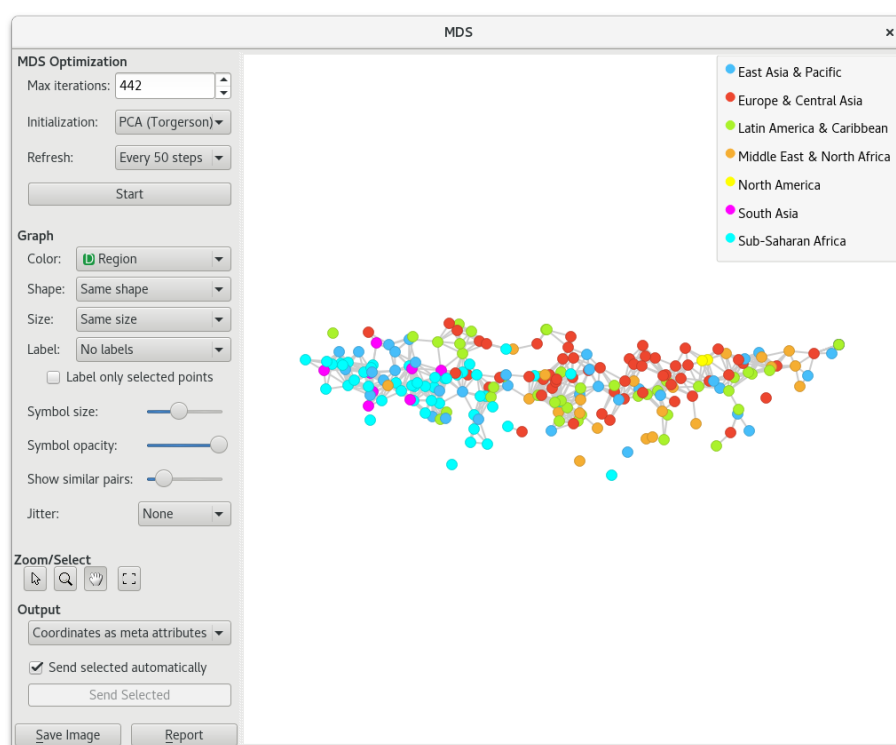 MDS
×
MDS Optimization
Max iterations: 442
Initialization: PCA (Torgerson)
Refresh: Every 50 steps
Start
Graph
Color: D Region
Shape: Same shape
Size: Same size
Label: No labels
Label only selected points
Symbol size:
Symbol opacity:
Show similar pairs:
Jitter: None
Zoom/Select
Output
Coordinates as meta attributes
Send selected automatically
Send Selected
Save Image Report
East Asia & Pacific
Europe & Central Asia
Latin America & Caribbean
Middle East & North Africa
North America
South Asia
Sub-Saharan Africa